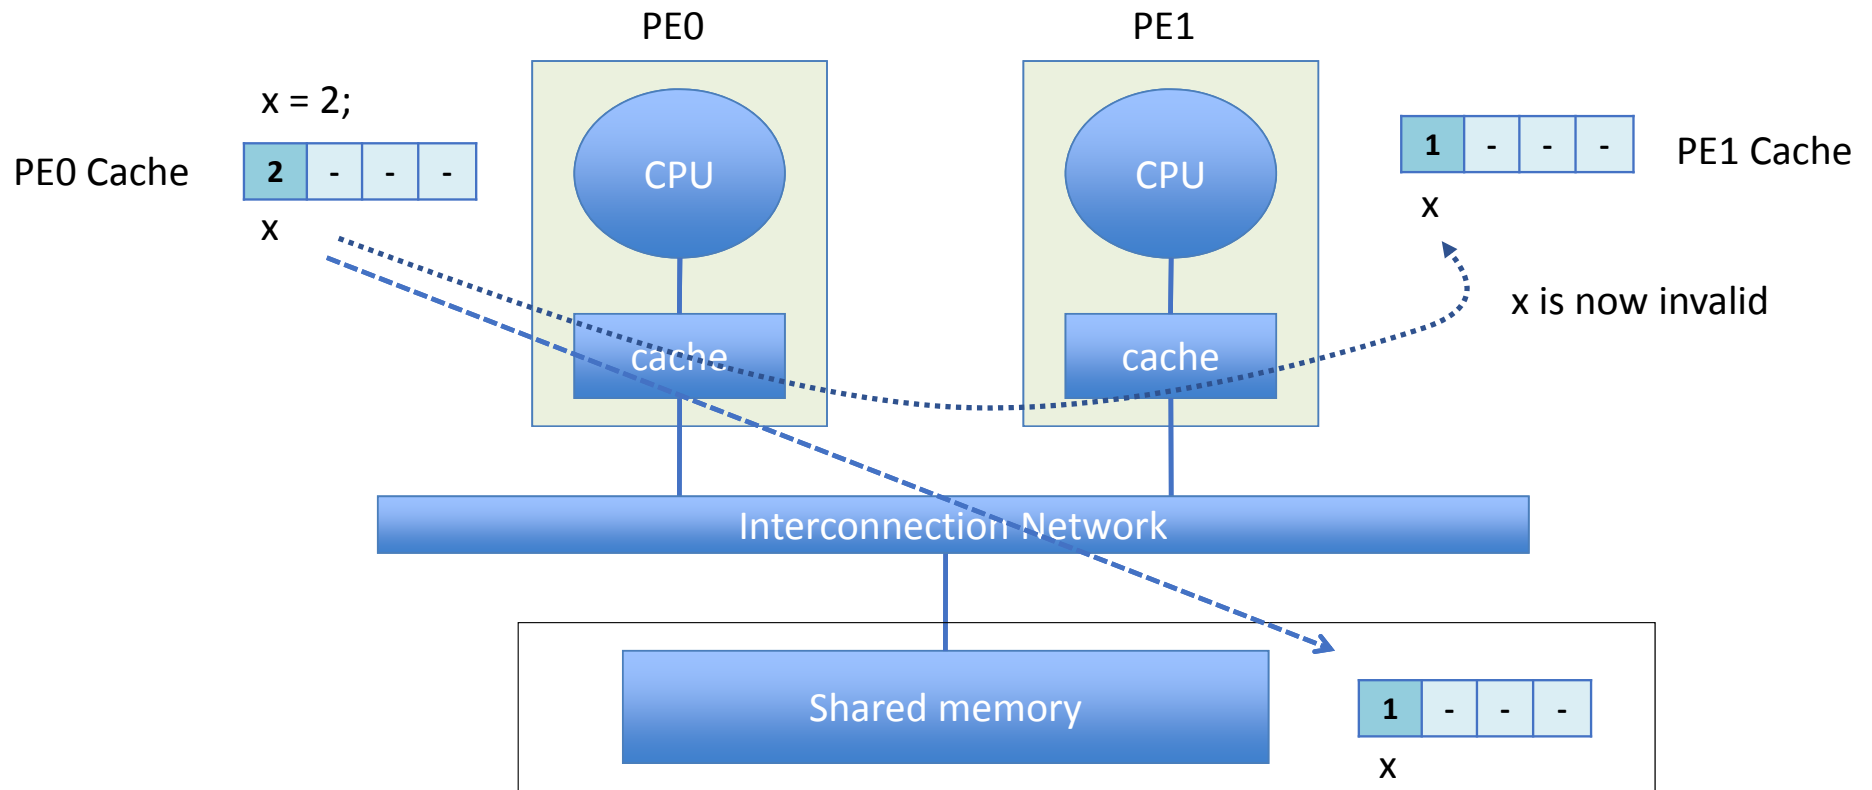 PE0
PE1
x = 2;
PE0 Cache
2 - - -
x
CPU
CPU
1 - - -
PE1 Cache
x
x is now invalid
cache
cache
Interconnection Network
Shared memory
1 - - -
x